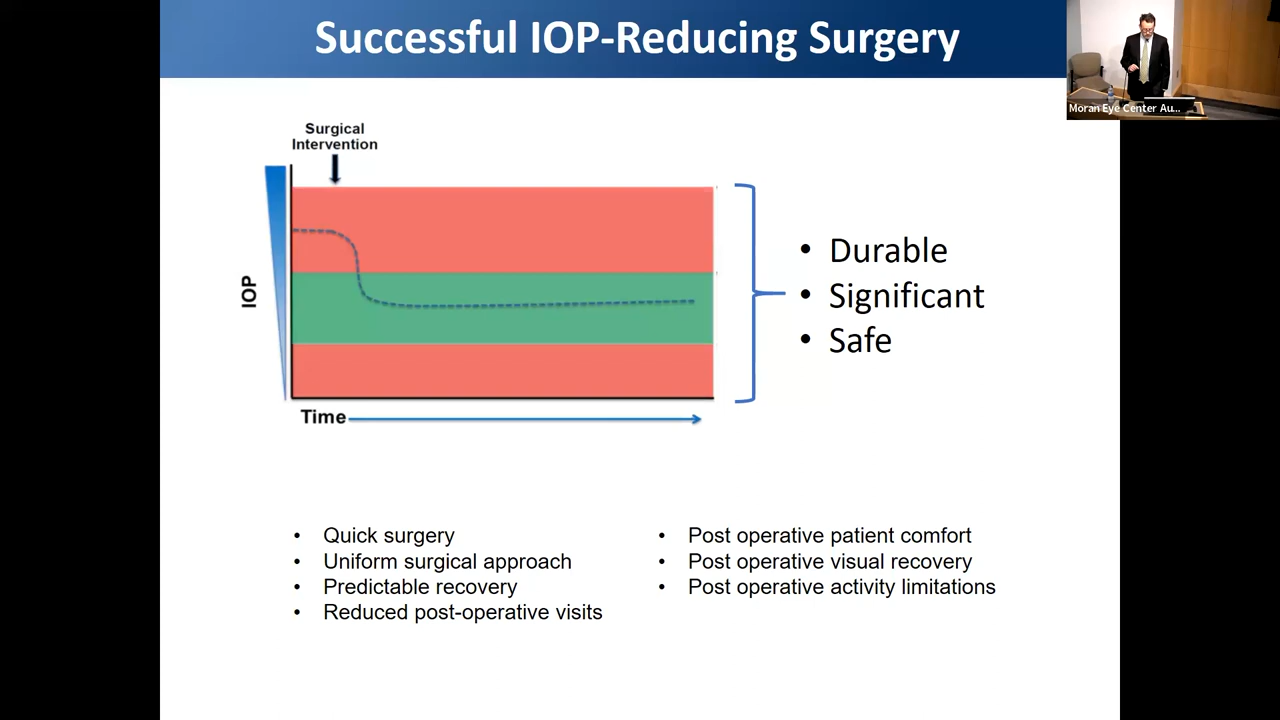 Successful IOP-Reducing Surgery
Moran Eye Center Au...
Surgical
Intervention
IOP
Time
• Durable
• Significant
• Safe
• Quick surgery
• Uniform surgical approach
• Predictable recovery
• Reduced post-operative visits
• Post operative patient comfort
• Post operative visual recovery
• Post operative activity limitations